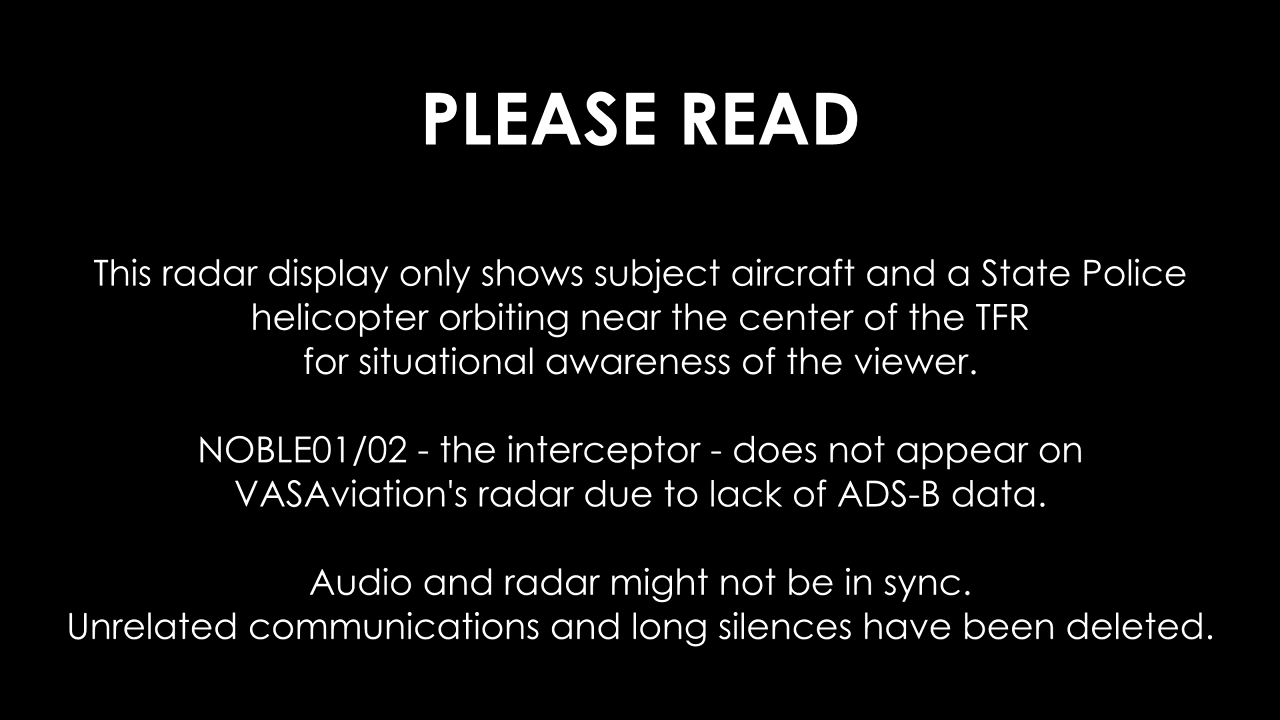 PLEASE READ
This radar display only shows subject aircraft and a State Police
helicopter orbiting near the center of the TFR
for situational awareness of the viewer.
NOBLE01/02 - the interceptor - does not appear on
VASAviation's radar due to lack of ADS-B data.
Audio and radar might not be in sync.
Unrelated communications and long silences have been deleted.